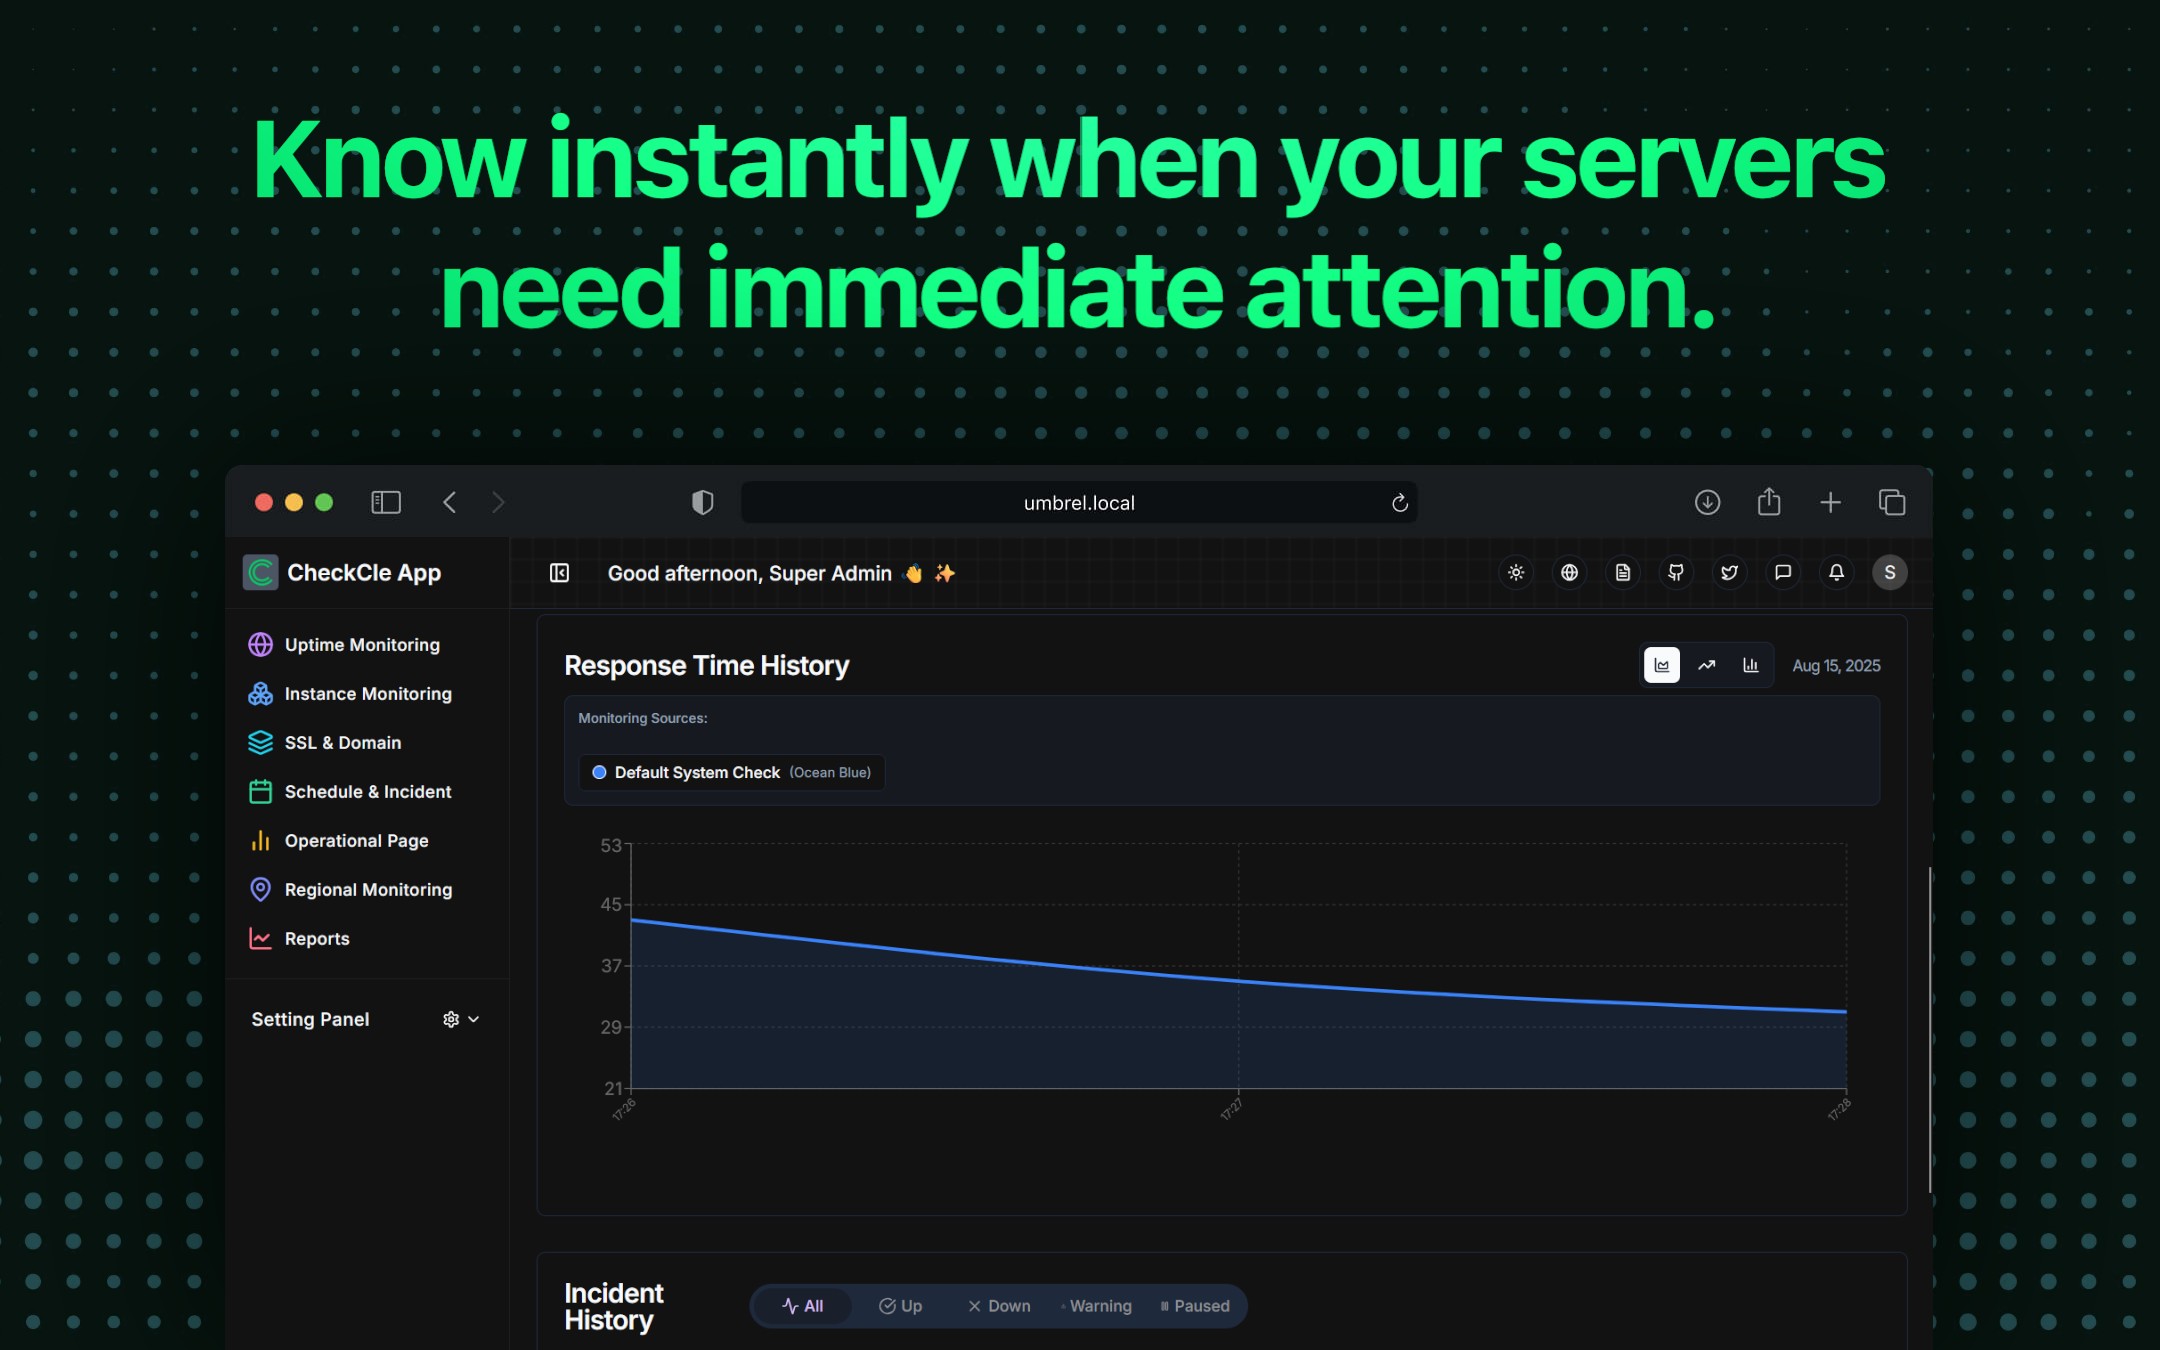 Know instantly when your servers
need immediate attention.
umbrel.local
CheckCle App
Good afternoon, Super Admin 👋 ✨
S
Uptime Monitoring
Instance Monitoring
SSL & Domain
Schedule & Incident
Operational Page
Regional Monitoring
Reports
Setting Panel
Response Time History
Aug 15, 2025
Monitoring Sources:
Default System Check (Ocean Blue)
53
45
37
29
21
17:26
17:27
17:28
Incident
History
All
Up
Down
Warning
Paused